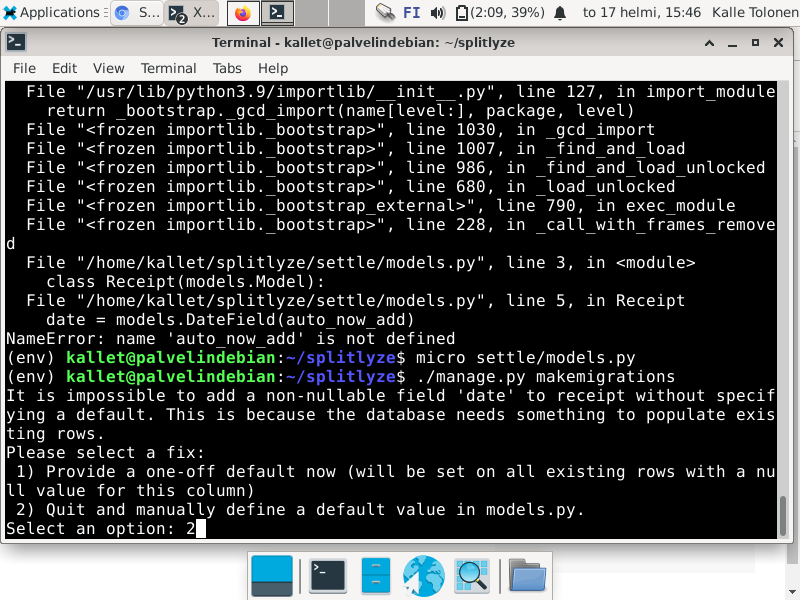 Applications
S...
X...
2
FI
(2:09, 39%)
to 17 helmi, 15:46
Kalle Tolonen
Terminal - kallet@palvelindebian: ~/splitlyze
File Edit View Terminal Tabs Help
File "/usr/lib/python3.9/importlib/__init__.py", line 127, in import_module
return _bootstrap._gcd_import(name[level:], package, level)
File "<frozen importlib._bootstrap>", line 1030, in _gcd_import
File "<frozen importlib._bootstrap>", line 1007, in _find_and_load
File "<frozen importlib._bootstrap>", line 986, in _find_and_load_unlocked
File "<frozen importlib._bootstrap>", line 680, in _load_unlocked
File "<frozen importlib._bootstrap_external>", line 790, in exec_module
File "<frozen importlib._bootstrap>", line 228, in _call_with_frames_remove
d
File "/home/kallet/splitlyze/settle/models.py", line 3, in <module>
class Receipt(models.Model):
File "/home/kallet/splitlyze/settle/models.py", line 5, in Receipt
date = models.DateField(auto_now_add)
NameError: name 'auto_now_add' is not defined
(env) kallet@palvelindebian:~/splitlyze$ micro settle/models.py
(env) kallet@palvelindebian:~/splitlyze$ ./manage.py makemigrations
It is impossible to add a non-nullable field 'date' to receipt without specif
ying a default. This is because the database needs something to populate exis
ting rows.
Please select a fix:
1) Provide a one-off default now (will be set on all existing rows with a nu
ll value for this column)
2) Quit and manually define a default value in models.py.
Select an option: 2